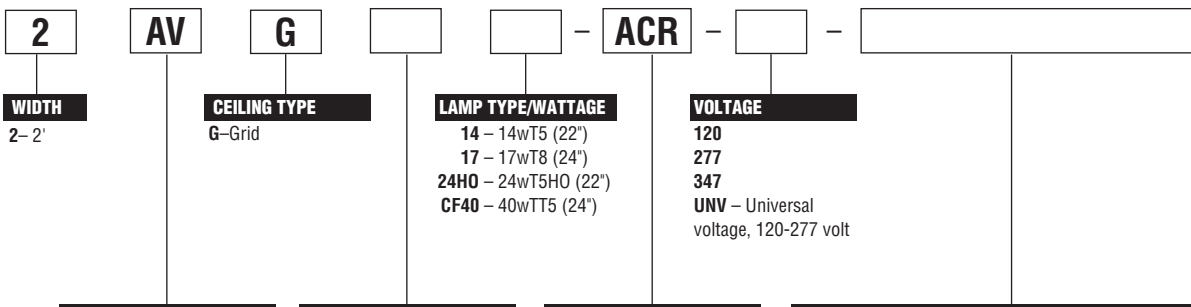 2 AV G – ACR – –
WIDTH
2– 2'
CEILING TYPE
G–Grid
LAMP TYPE/WATTAGE
14 – 14wT5 (22")
17 – 17wT8 (24")
24HO – 24wT5HO (22")
CF40 – 40wTT5 (24")
VOLTAGE
120
277
347
UNV – Universal
voltage, 120-277 volt